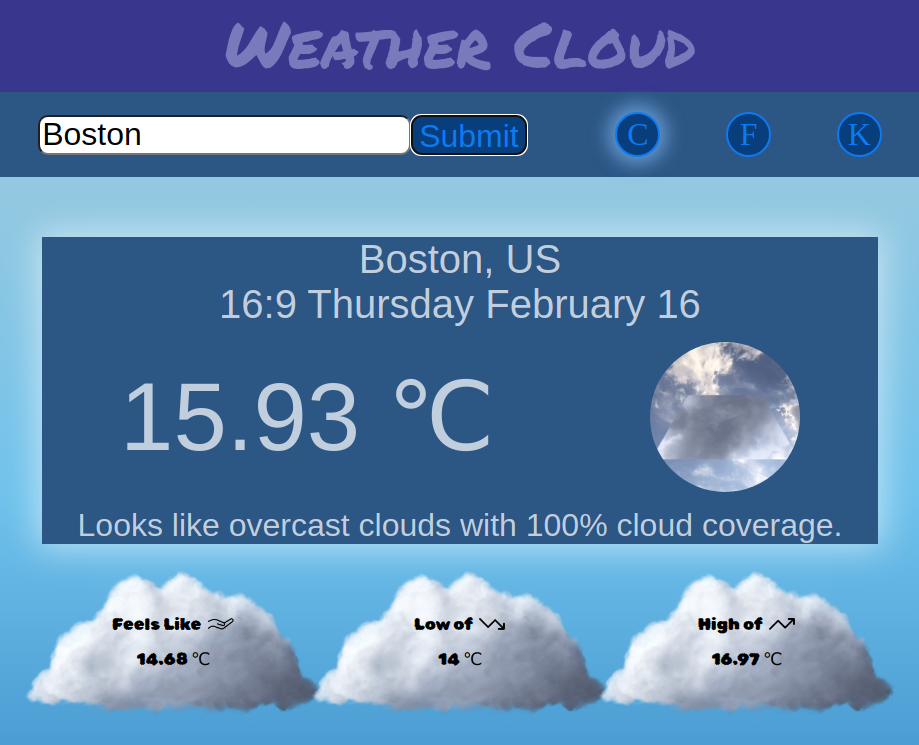 Weather Cloud
Boston Submit C F K
Boston, US
16:9 Thursday February 16
15.93 ℃
Looks like overcast clouds with 100% cloud coverage.
Feels Like Low of High of
14.68 ℃ 14 ℃ 16.97 ℃